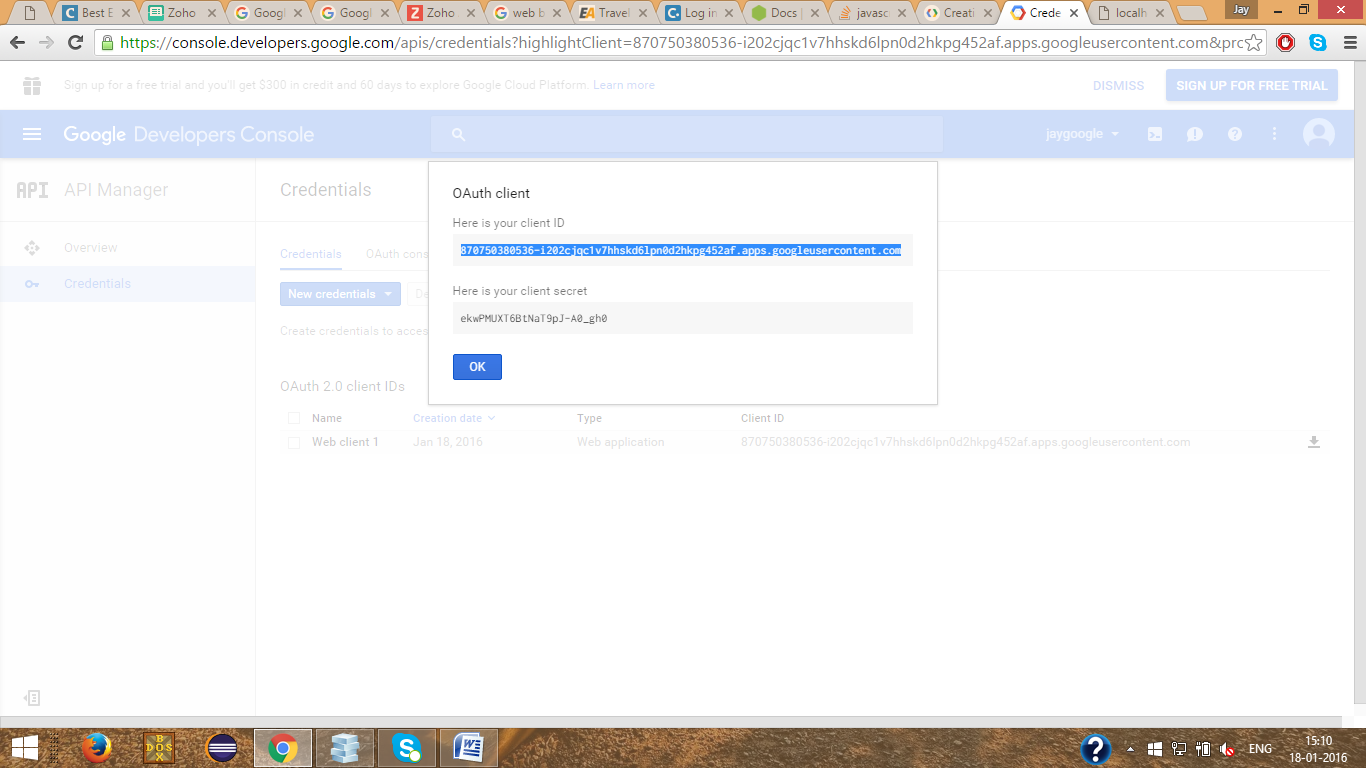 Best E
Zoho
Googl
Googl
Zoho
web b
Travel
Log in
Docs |
javasc
Creati
Crede
localh
Jay
https://console.developers.google.com/apis/credentials?highlightClient=870750380536-i202cjqc1v7hhskd6lpn0d2hkpg452af.apps.googleusercontent.com&prc
Sign up for a free trial and you'll get $300 in credit and 60 days to explore Google Cloud Platform. Learn more
DISMISS
SIGN UP FOR FREE TRIAL
Google Developers Console
jaygoogle
API API Manager
Credentials
Overview
Credentials
Credentials
OAuth cons
New credentials
De
Create credentials to acces
OAuth client
Here is your client ID
870750380536-i202cjqc1v7hhskd6lpn0d2hkpg452af.apps.googleusercontent.com
Here is your client secret
ekwPMUXT6BtNaT9pJ-A0_gh0
OK
OAuth 2.0 client IDs
Name Creation date Type Client ID
Web client 1 Jan 18, 2016 Web application 870750380536-i202cjqc1v7hhskd6lpn0d2hkpg452af.apps.googleusercontent.com
ENG
15:10
18-01-2016